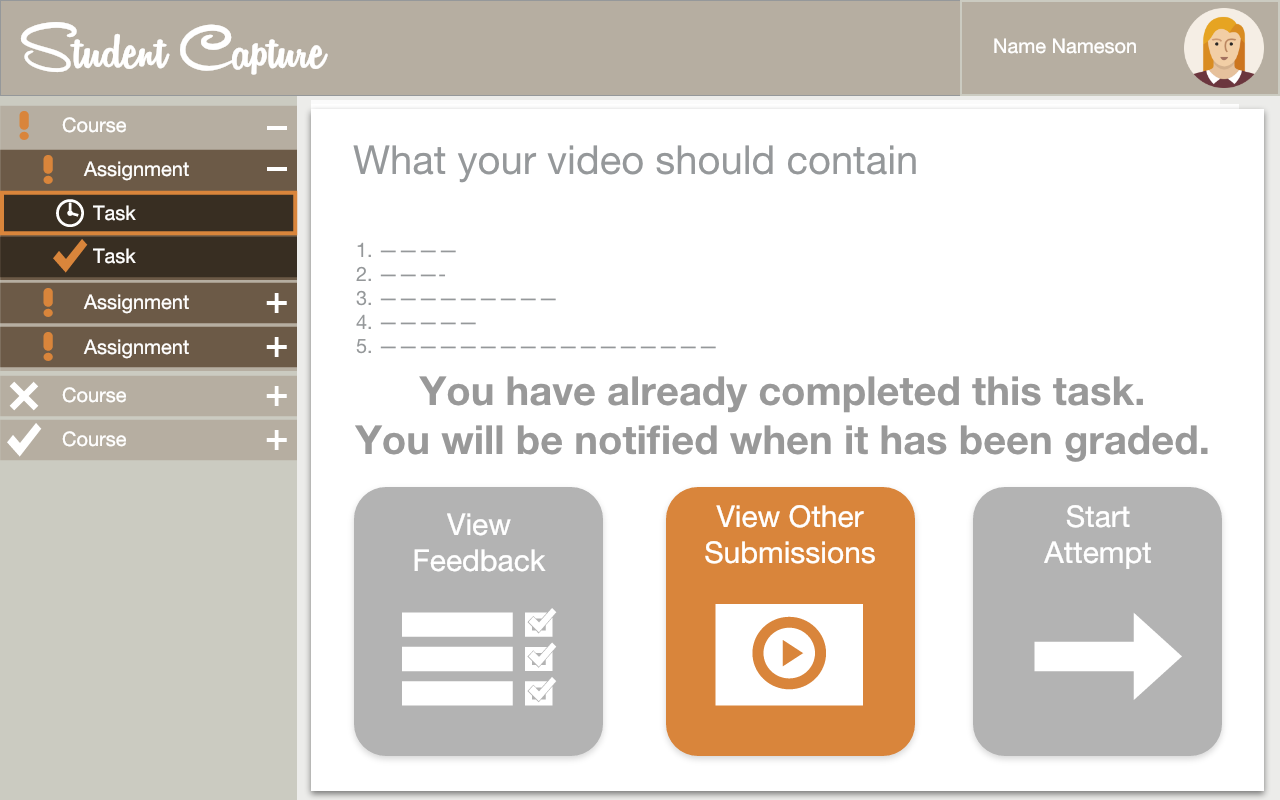 Student Capture
Name Nameson
Course
Assignment
Task
Task
Assignment
Assignment
Course
Course
What your video should contain
1. — — — —
2. — — — -
3. — — — — — — — — —
4. — — — — —
5. — — — — — — — — — — — — — — — — —
You have already completed this task.
You will be notified when it has been graded.
View
Feedback
View Other
Submissions
Start
Attempt